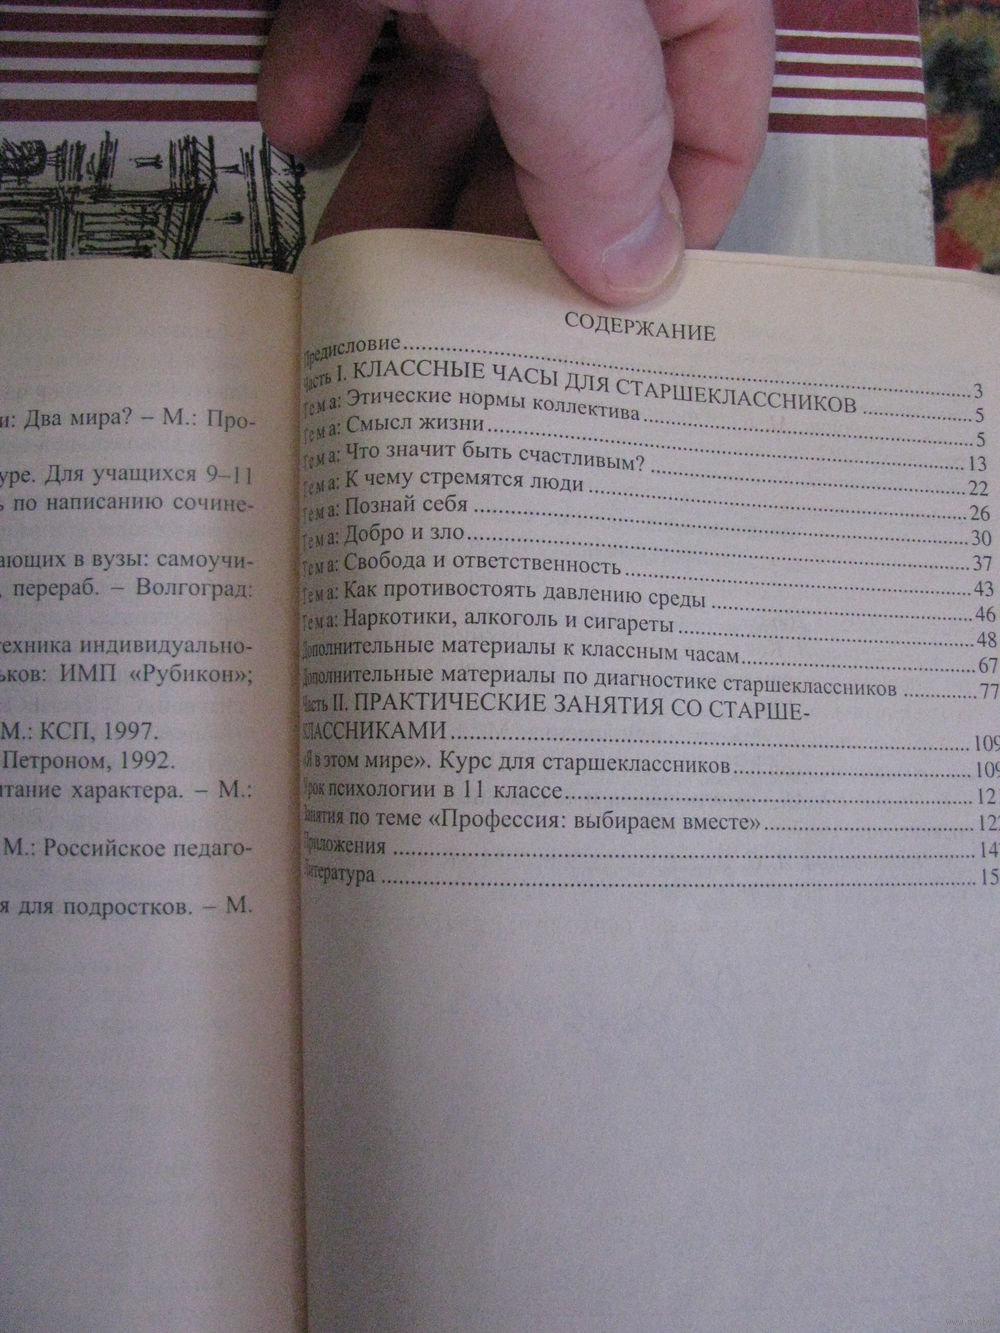 и: Два мира? – М.: Про-
уре. Для учащихся 9–11
ь по написанию сочине-
ающих в вузы: самоучи-
, перераб. – Волгоград:
техника индивидуально-
ьков: ИМП «Рубикон»;
М.: КСП, 1997.
Петроном, 1992.
итание характера. – М.:
М.: Российское педаго-
я для подростков. – М.
СОДЕРЖАНИЕ
Предисловие 3
Часть I. КЛАССНЫЕ ЧАСЫ ДЛЯ СТАРШЕКЛАССНИКОВ 5
Тема: Этические нормы коллектива 5
Тема: Смысл жизни 13
Тема: Что значит быть счастливым? 22
Тема: К чему стремятся люди 26
Тема: Познай себя 30
Тема: Добро и зло 37
Тема: Свобода и ответственность 43
Тема: Как противостоять давлению среды 46
Тема: Наркотики, алкоголь и сигареты 48
Дополнительные материалы к классным часам 67
Дополнительные материалы по диагностике старшеклассников 77
Часть II. ПРАКТИЧЕСКИЕ ЗАНЯТИЯ СО СТАРШЕ-
КЛАССНИКАМИ 109
«Я в этом мире». Курс для старшеклассников 109
Урок психологии в 11 классе 12
Занятия по теме «Профессия: выбираем вместе» 12
Приложения 14
Литература 15